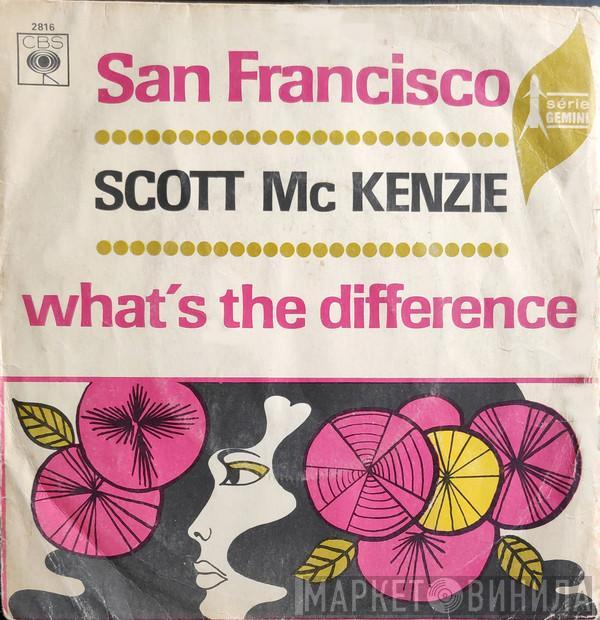 2816
CBS
San Francisco
série
GEMINI
SCOTT Mc KENZIE
what's the difference
МАРКЕТ ВИНИЛА